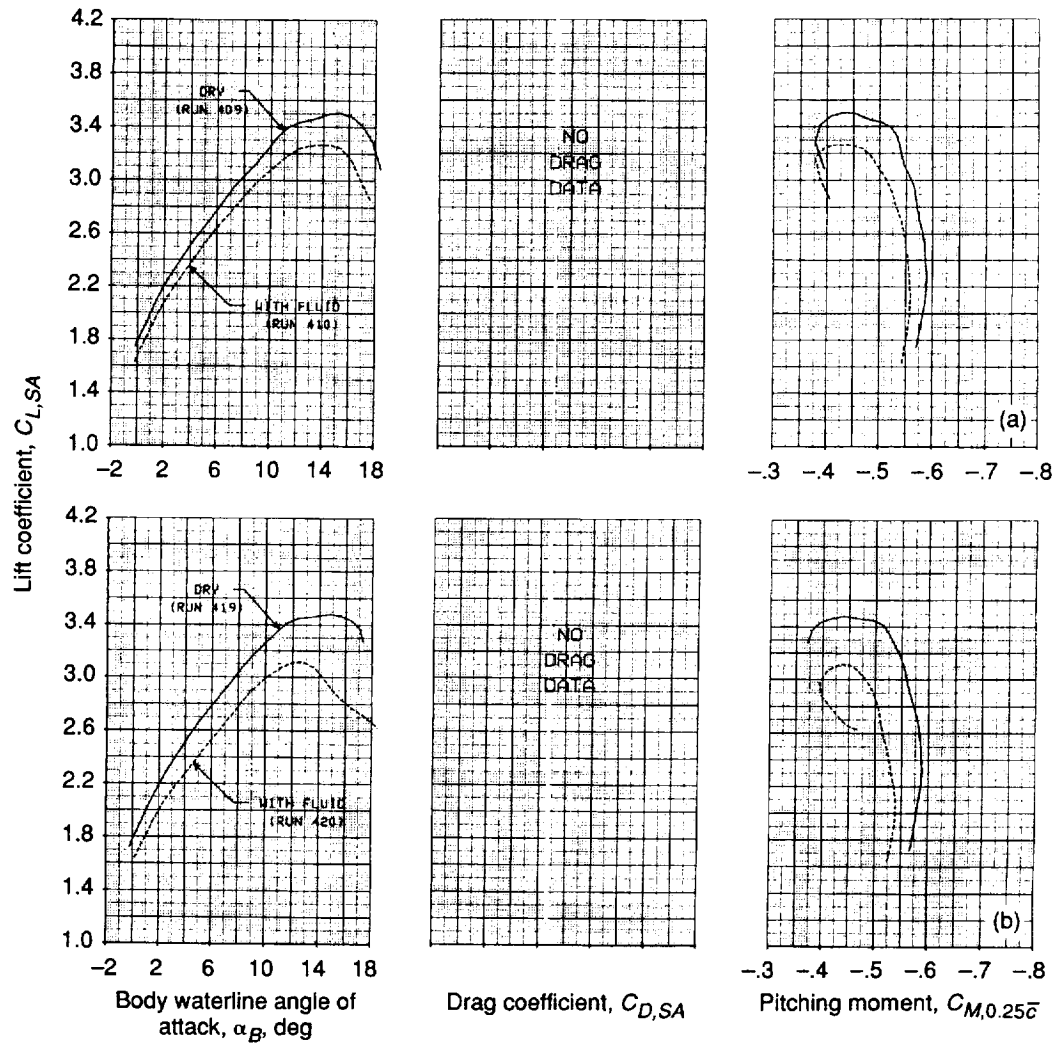 4.2
3.8
3.4
3.0
2.6
2.2
1.8
1.4
1.0
DRY
(RUN 409)
WITH FLUID
(RUN 410)
-2 2 6 10 14 18
NO
DRAG
DATA
(a)
-.3 -.4 -.5 -.6 -.7 -.8
Lift coefficient, C_L,SA
4.2
3.8
3.4
3.0
2.6
2.2
1.8
1.4
1.0
DRY
(RUN 419)
WITH FLUID
(RUN 420)
-2 2 6 10 14 18
Body waterline angle of
attack, α_B, deg
NO
DRAG
DATA
Drag coefficient, C_D,SA
(b)
-.3 -.4 -.5 -.6 -.7 -.8
Pitching moment, C_M,0.25c̄